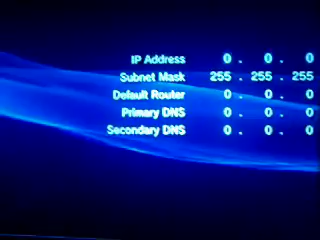 IP Address 0 . 0 . 0
Subnet Mask 255 . 255 . 255
Default Router 0 . 0 . 0
Primary DNS 0 . 0 . 0
Secondary DNS 0 . 0 . 0